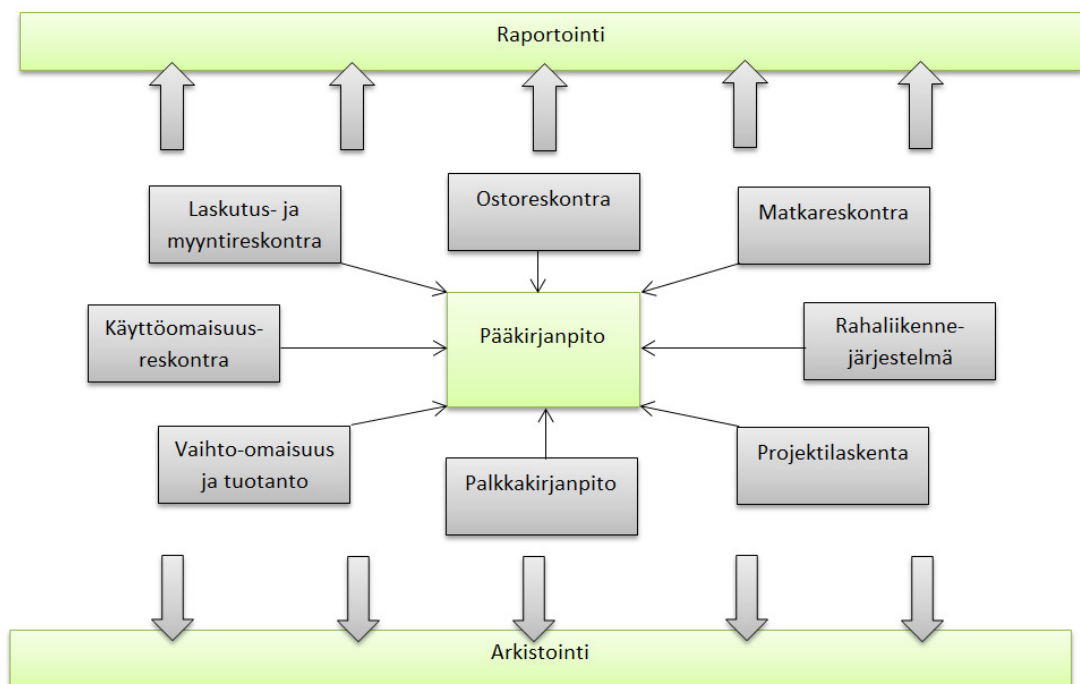 Raportointi
Laskutus- ja
myyntireskontra
Ostoreskontra
Matkareskontra
Käyttöomaisuus-
reskontra
Pääkirjanpito
Rahaliikenne-
järjestelmä
Vaihto-omaisuus
ja tuotanto
Palkkakirjanpito
Projektilaskenta
Arkistointi